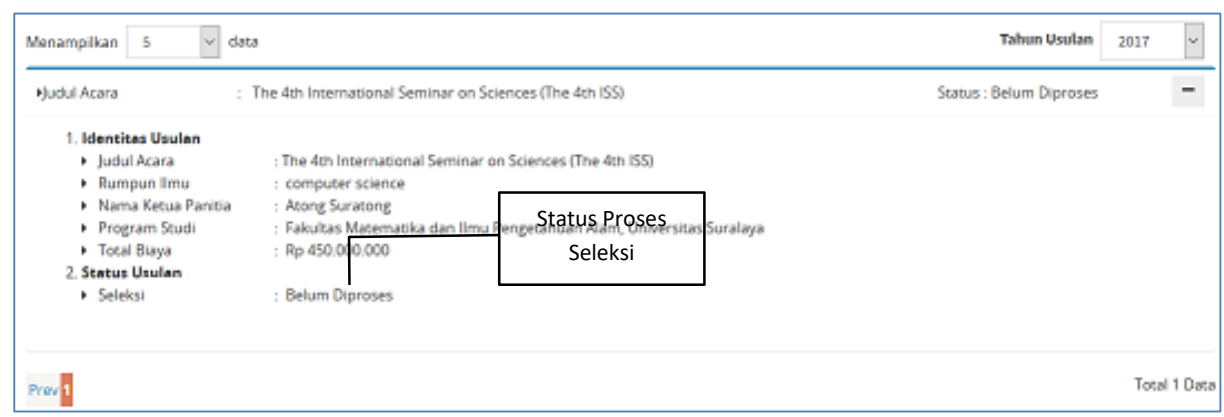 Menampilkan 5 data Tahun Usulan 2017
Judul Acara : The 4th International Seminar on Sciences (The 4th ISS) Status : Belum Diproses
1. Identitas Usulan
Judul Acara : The 4th International Seminar on Sciences (The 4th ISS)
Rumpun Ilmu : computer science
Nama Ketua Panitia : Atong Suratong
Program Studi : Fakultas Matematika dan Ilmu Pengetahuan Alam, Universitas Suralaya
Total Biaya : Rp 450.000.000
Status Proses
Seleksi
2. Status Usulan
Seleksi : Belum Diproses
Prev 1 Total 1 Data